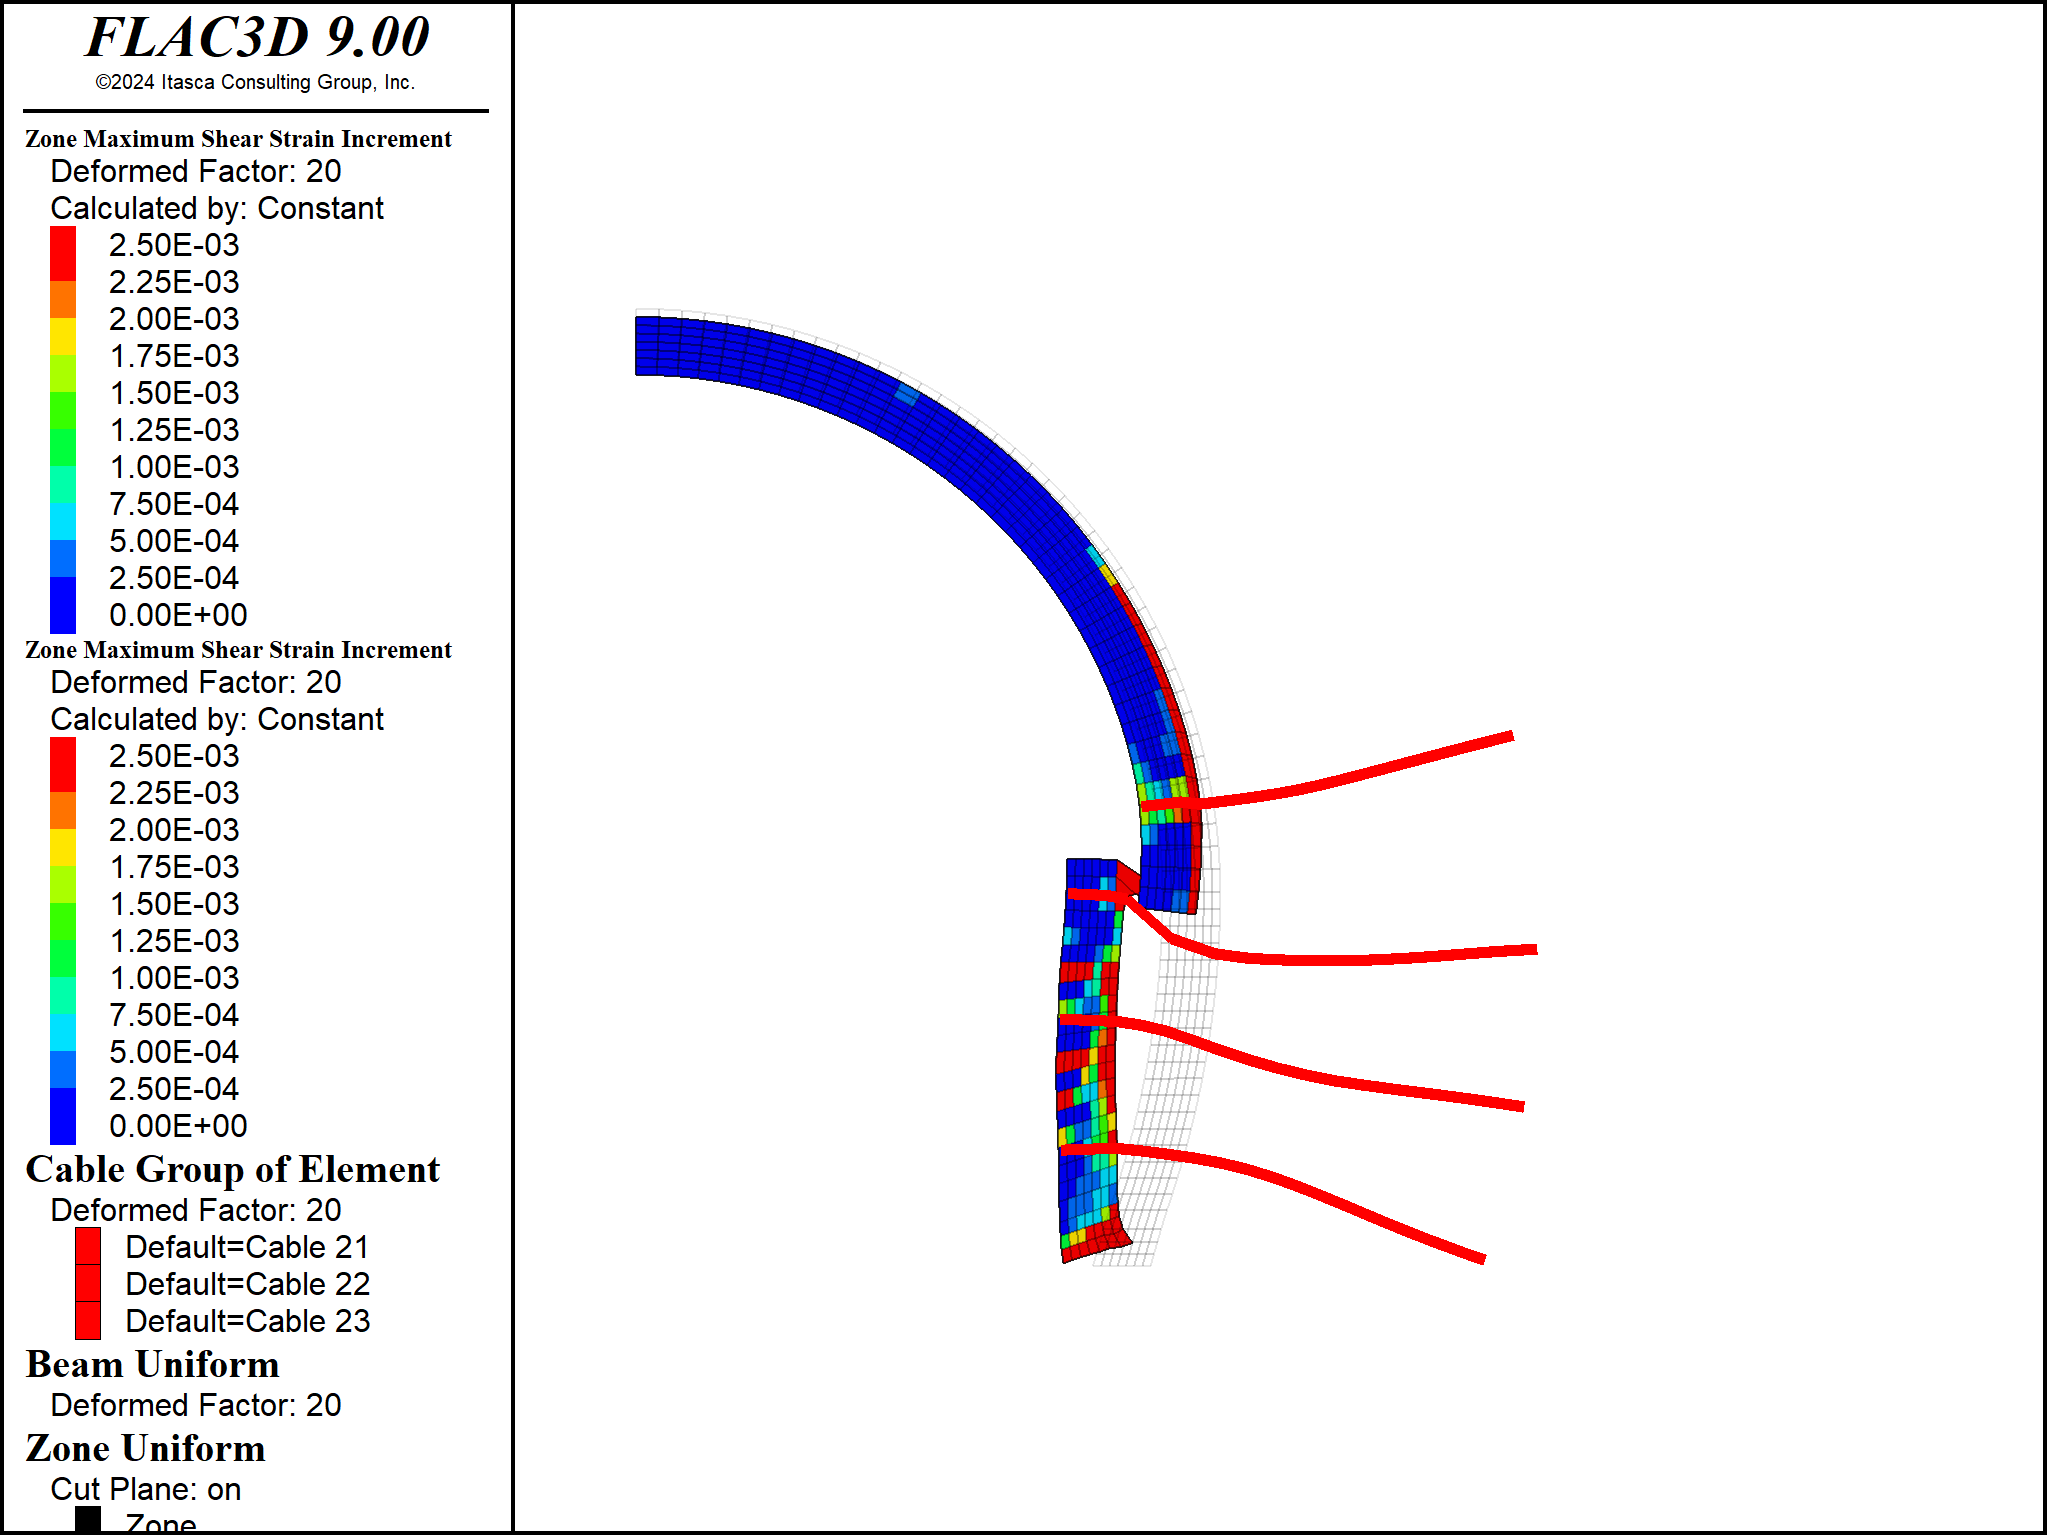 FLAC3D 9.00
©2024 Itasca Consulting Group, Inc.
Zone Maximum Shear Strain Increment
Deformed Factor: 20
Calculated by: Constant
2.50E-03
2.25E-03
2.00E-03
1.75E-03
1.50E-03
1.25E-03
1.00E-03
7.50E-04
5.00E-04
2.50E-04
0.00E+00
Zone Maximum Shear Strain Increment
Deformed Factor: 20
Calculated by: Constant
2.50E-03
2.25E-03
2.00E-03
1.75E-03
1.50E-03
1.25E-03
1.00E-03
7.50E-04
5.00E-04
2.50E-04
0.00E+00
Cable Group of Element
Deformed Factor: 20
Default=Cable 21
Default=Cable 22
Default=Cable 23
Beam Uniform
Deformed Factor: 20
Zone Uniform
Cut Plane: on
Zone